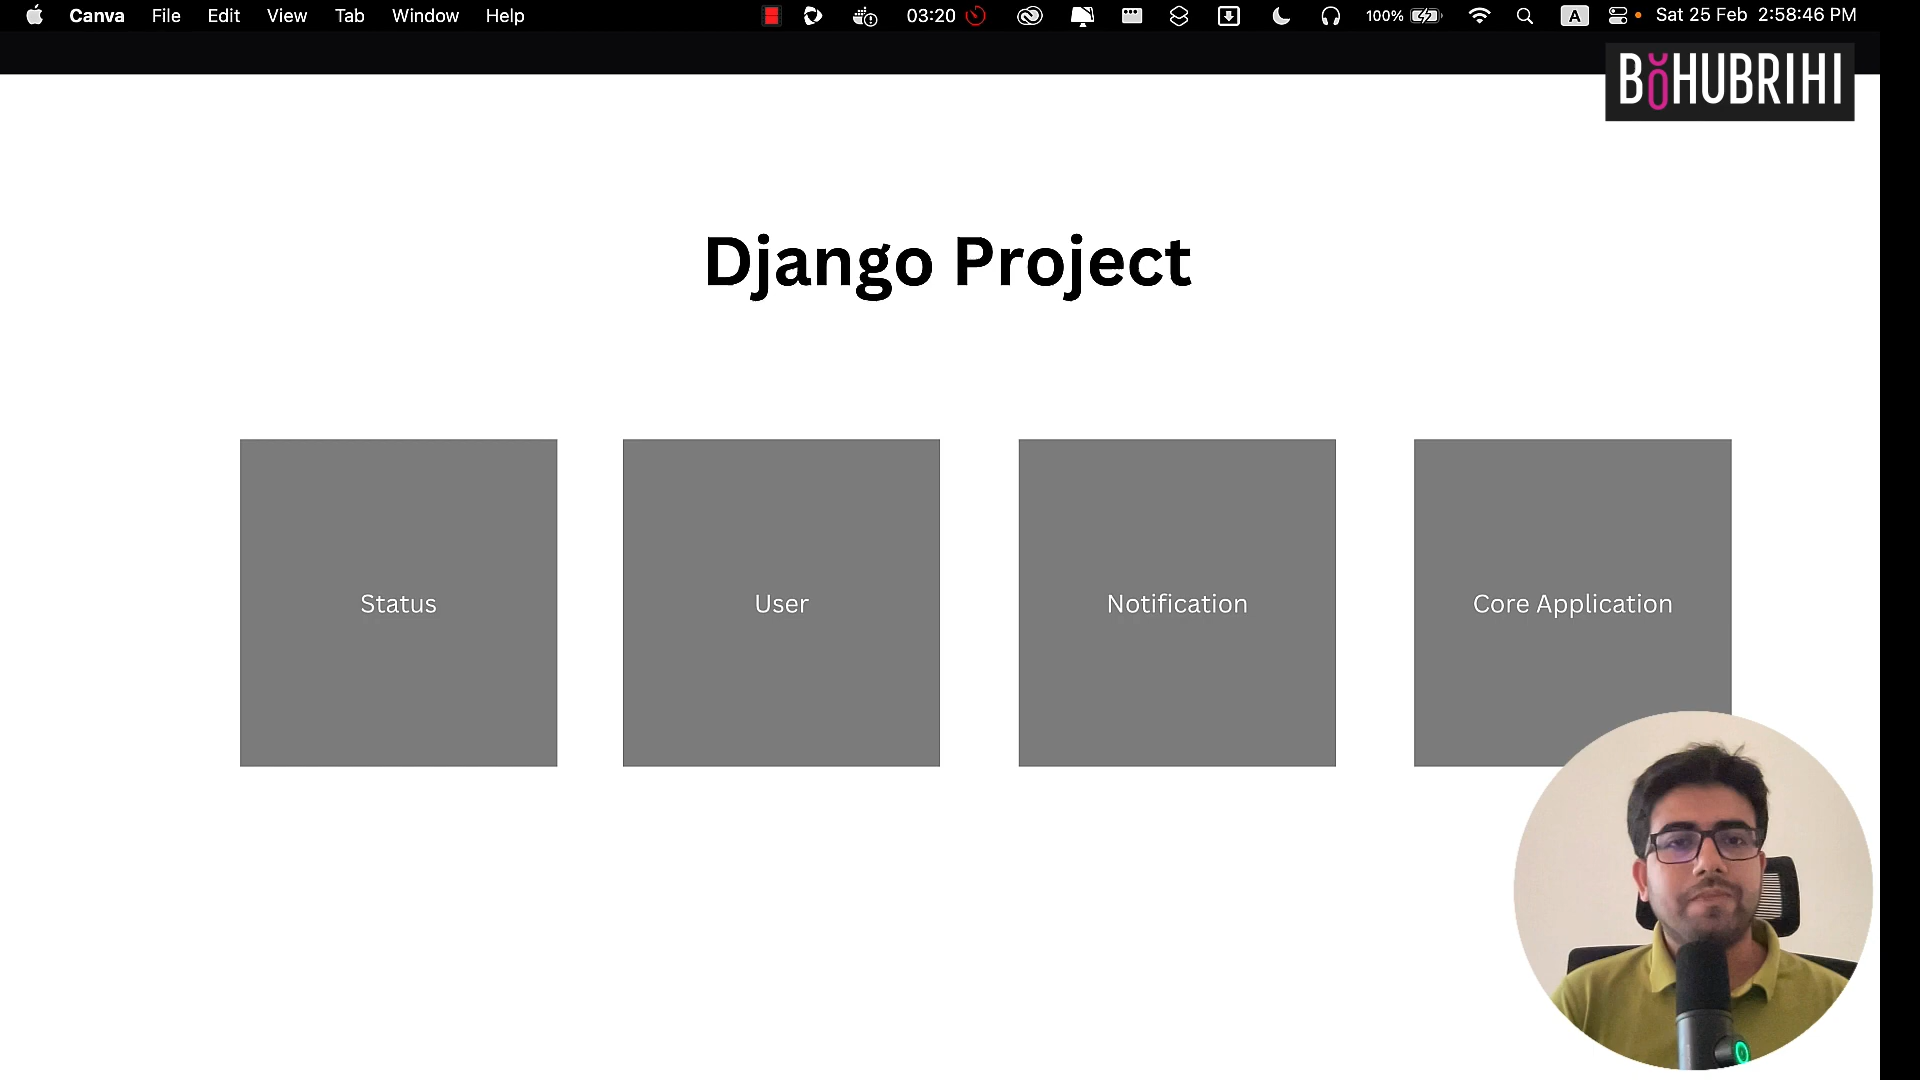 Canva File Edit View Tab Window Help 03:20 100% A Sat 25 Feb 2:58:46 PM
BOHUBRIHI
Django Project
Status
User
Notification
Core Application